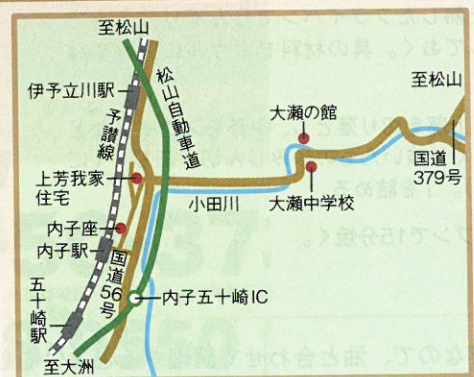 至松山
至松山
伊予立川駅
松山自動車道
予讃線
大瀬の館
国道
379号
上芳我家
住宅
小田川
大瀬中学校
内子座
内子駅
国道56号
内子五十崎IC
五十崎駅
至大洲